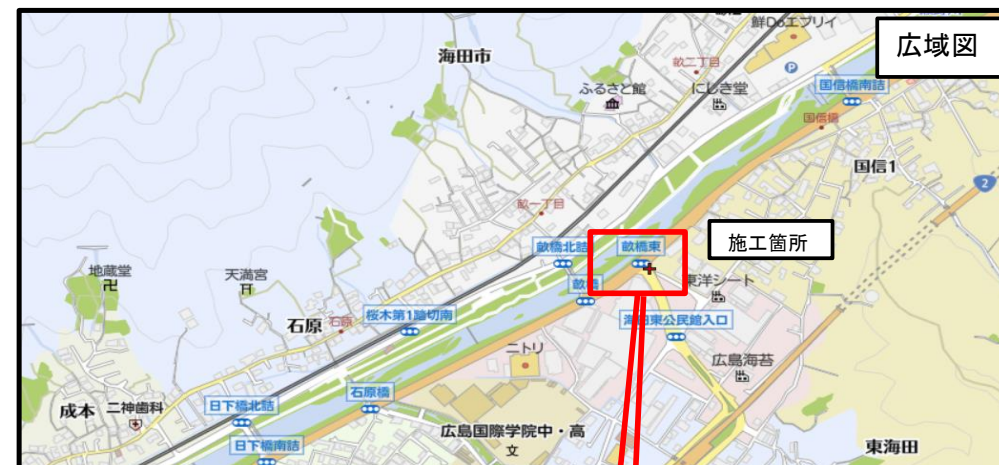 鮮Doエブリイ
広域図
海田市
畝二丁目
P
ふるさと館
にしき堂
国信橋南詰
国信橋
国信1
2
畝一丁目
施工箇所
畝橋北詰
畝橋東
地蔵堂
卍
天満宮
畝橋
東洋シート
石原
石原
桜木第1踏切南
海田東公民館入口
ニトリ
広島海苔
石原橋
成本
二神歯科
日下橋北詰
広島国際学院中・高
文
日下橋南詰
東海田